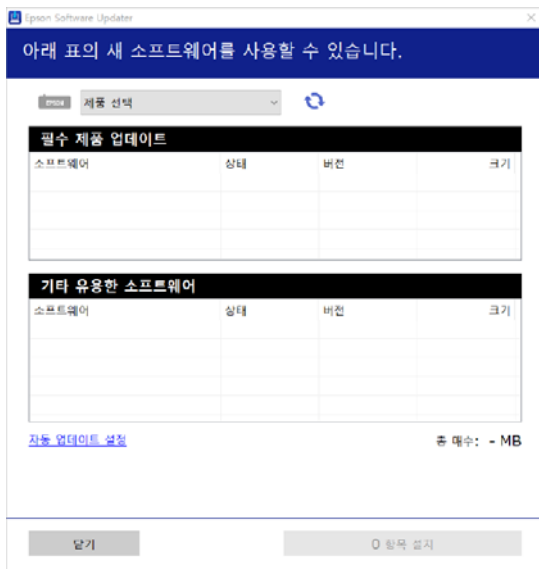 Epson Software Updater
아래 표의 새 소프트웨어를 사용할 수 있습니다.
EPSON 제품 선택
필수 제품 업데이트
소프트웨어 상태 버전 크기
기타 유용한 소프트웨어
소프트웨어 상태 버전 크기
자동 업데이트 설정 총 매수: - MB
닫기 0 항목 설치